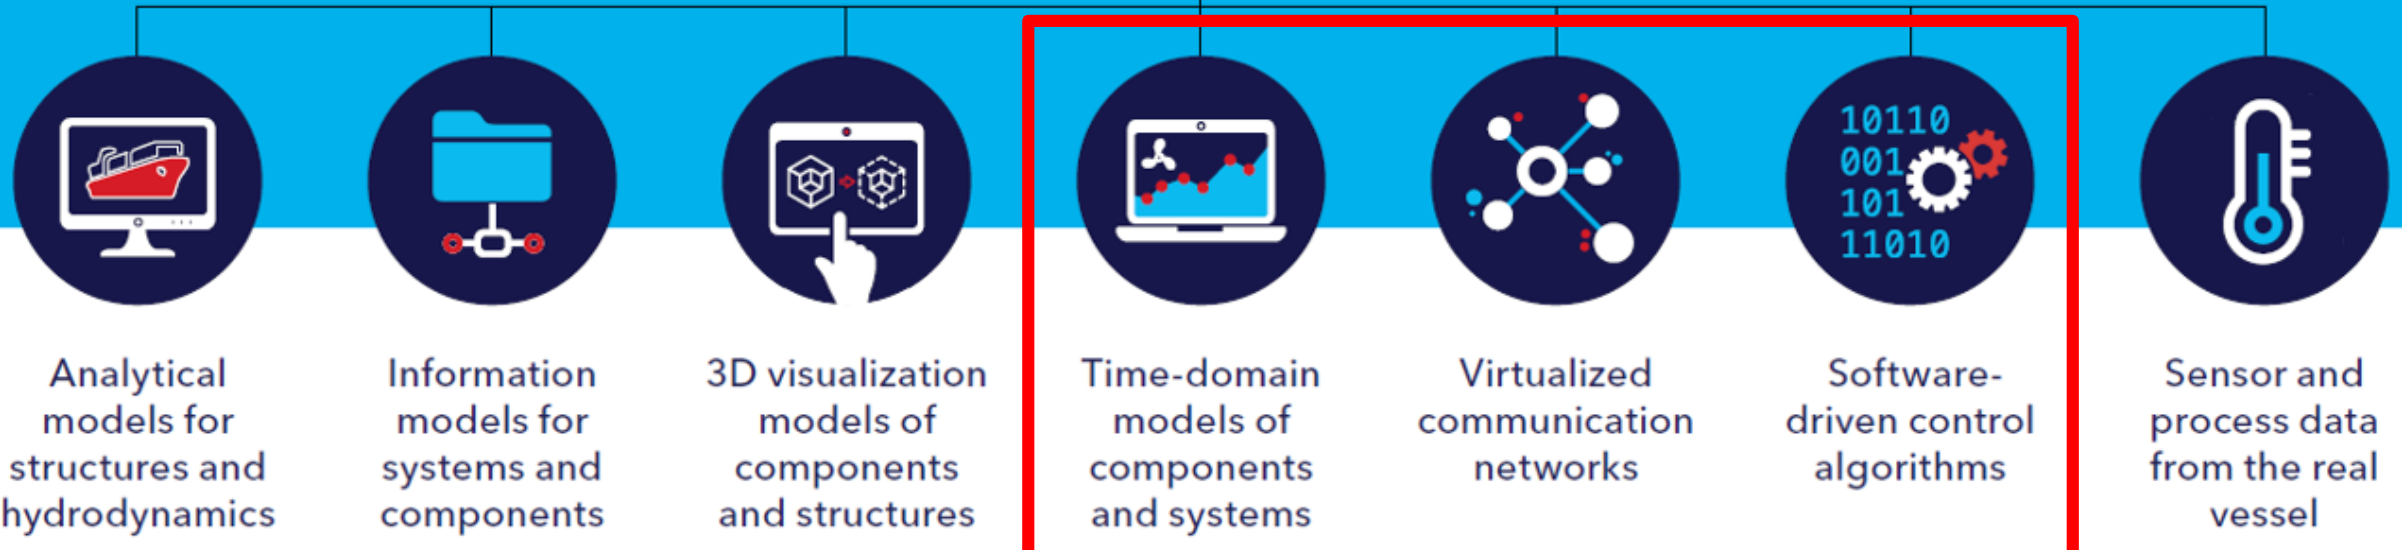 10110
001
101
11010
Analytical
models for
structures and
hydrodynamics
Information
models for
systems and
components
3D visualization
models of
components
and structures
Time-domain
models of
components
and systems
Virtualized
communication
networks
Software-
driven control
algorithms
Sensor and
process data
from the real
vessel